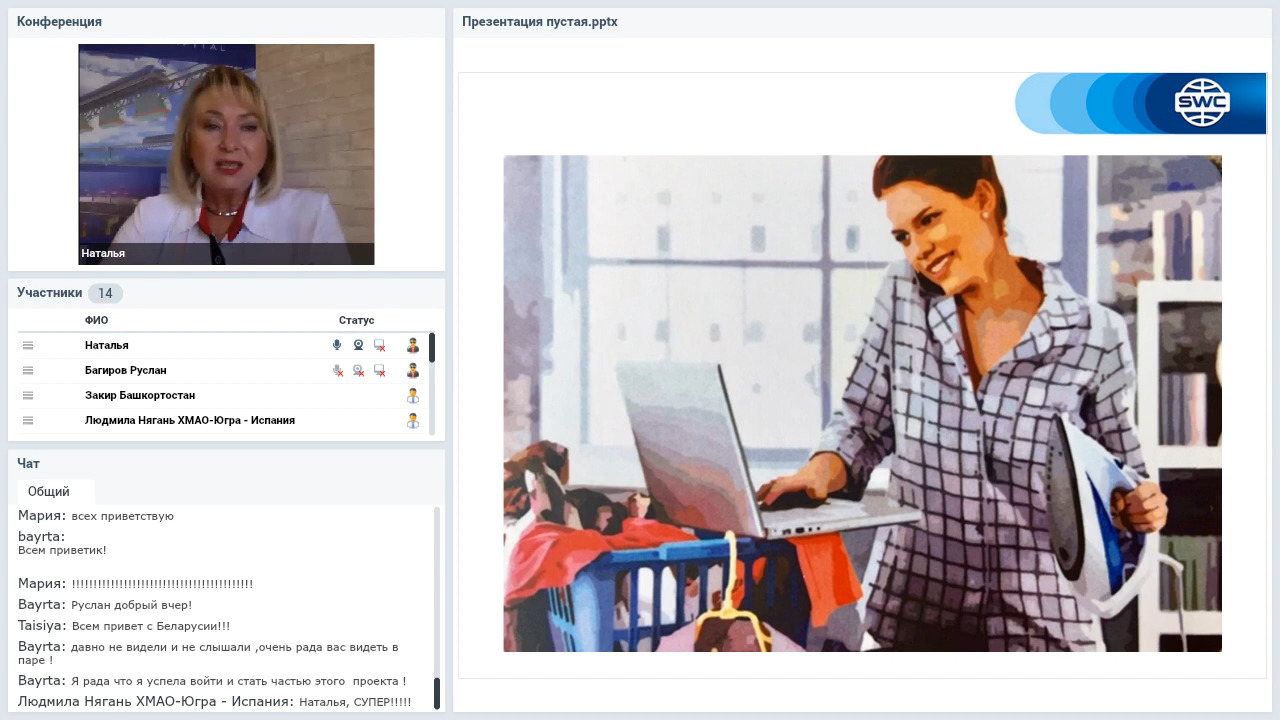 Конференция
ITAL
Наталья
Участники 14
ФИО Статус
Наталья
Багиров Руслан
Закир Башкортостан
Людмила Нягань ХМАО-Югра - Испания
Чат
Общий
Мария: всех приветствую
bayrta:
Всем приветик!
Мария: !!!!!!!!!!!!!!!!!!!!!!!!!!!!!!!!!!!!!!!!!!
Bayrta: Руслан добрый вчер!
Taisiya: Всем привет с Беларусии!!!
Bayrta: давно не видели и не слышали ,очень рада вас видеть в
паре !
Bayrta: Я рада что я успела войти и стать частью этого  проекта !
Людмила Нягань ХМАО-Югра - Испания: Наталья, СУПЕР!!!!!
Презентация пустая.pptx
SWC